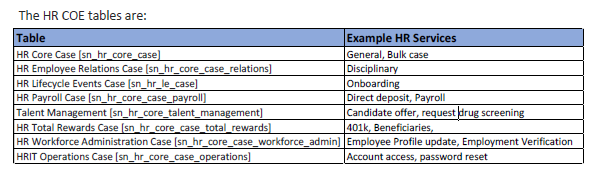 The HR COE tables are:
Table Example HR Services
HR Core Case [sn_hr_core_case] General, Bulk case
HR Employee Relations Case [sn_hr_core_case_relations] Disciplinary
HR Lifecycle Events Case [sn_hr_le_case] Onboarding
HR Payroll Case [sn_hr_core_case_payroll] Direct deposit, Payroll
Talent Management [sn_hr_core_talent_management] Candidate offer, request drug screening
HR Total Rewards Case [sn_hr_core_case_total_rewards] 401k, Beneficiaries,
HR Workforce Administration Case [sn_hr_core_case_workforce_admin] Employee Profile update, Employment Verification
HRIT Operations Case [sn_hr_core_case_operations] Account access, password reset